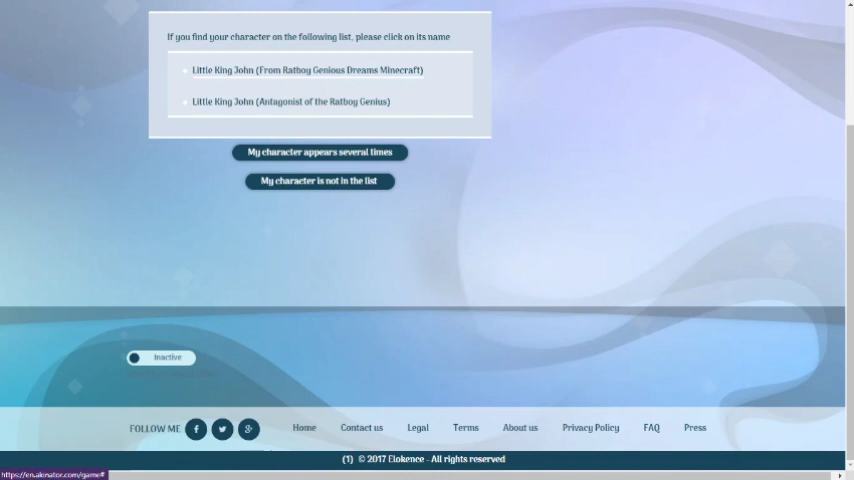 If you find your character on the following list, please click on its name
Little King John (From Ratboy Genious Dreams Minecraft)
Little King John (Antagonist of the Ratboy Genius)
My character appears several times
My character is not in the list
Inactive
FOLLOW ME
Home Contact us Legal Terms About us Privacy Policy FAQ Press
(1) © 2017 Elokence - All rights reserved
https://en.akinator.com/game#